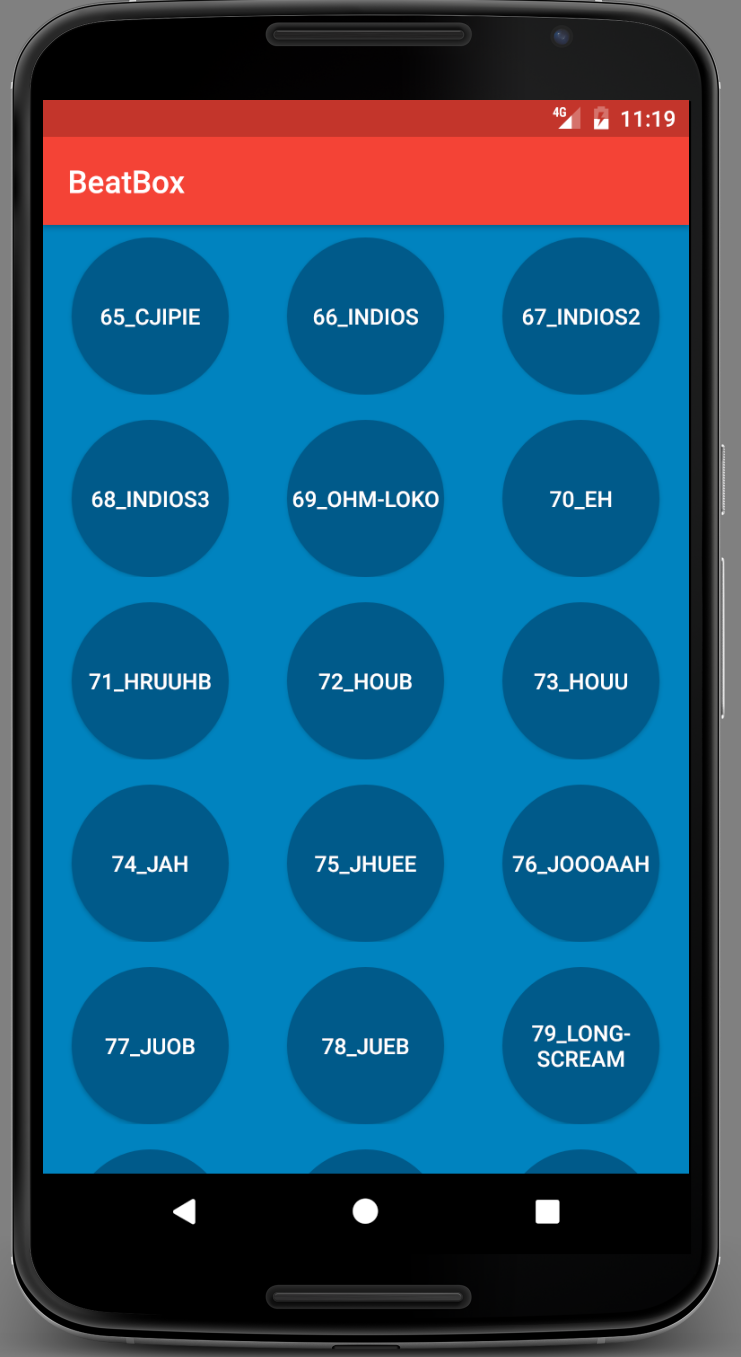 4G 11:19
BeatBox
65_CJIPIE 66_INDIOS 67_INDIOS2
68_INDIOS3 69_OHM-LOKO 70_EH
71_HRUUHB 72_HOUB 73_HOUU
74_JAH 75_JHUEE 76_JOOOAAH
77_JUOB 78_JUEB 79_LONG-
SCREAM